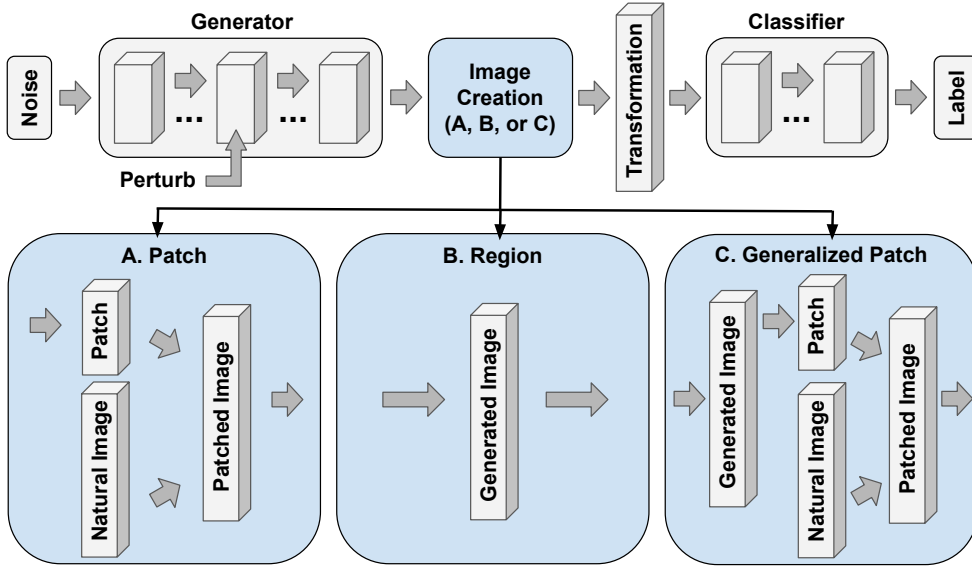 Generator
Classifier
Noise
...
...
Perturb
Image
Creation
(A, B, or C)
Transformation
...
Label
A. Patch
Patch
Natural Image
Patched Image
B. Region
Generated Image
C. Generalized Patch
Generated Image
Patch
Natural Image
Patched Image